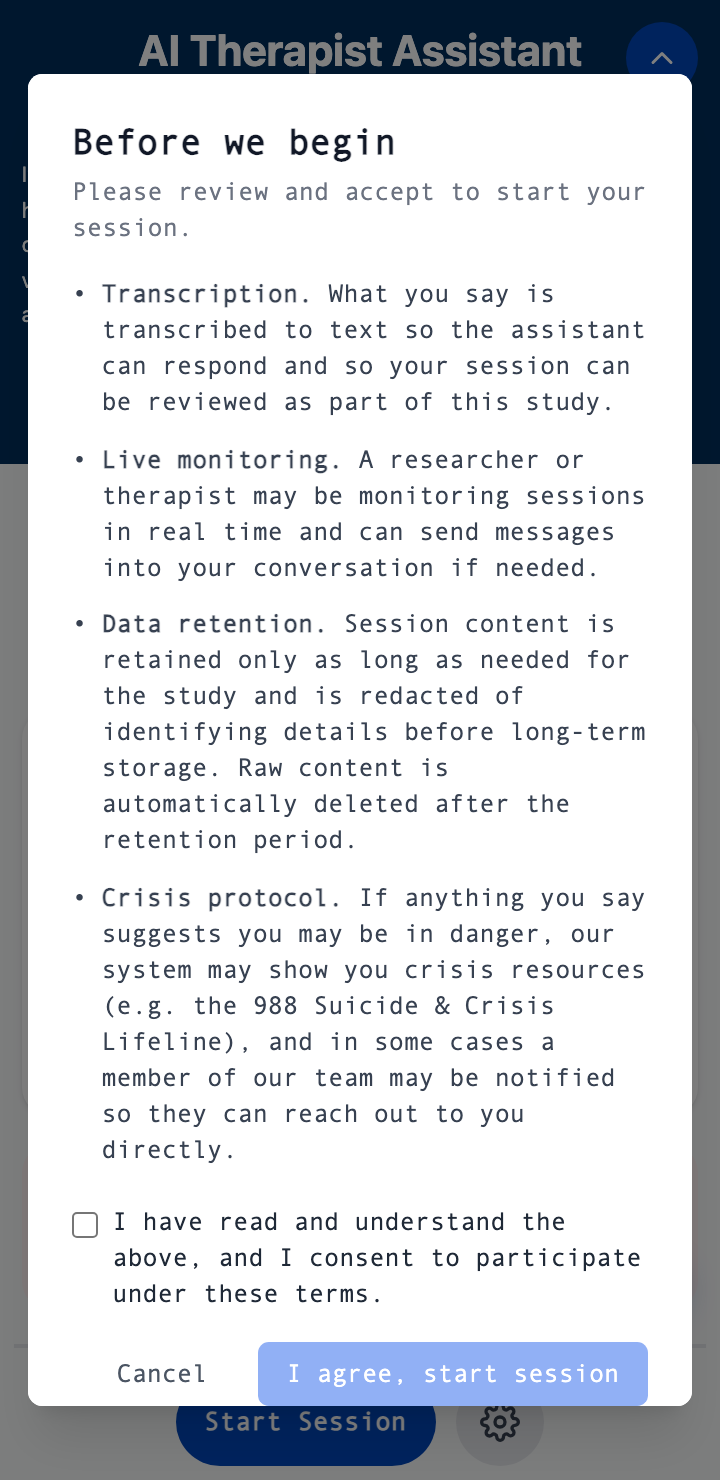 AI Therapist Assistant
Before we begin
Please review and accept to start your
session.
• Transcription. What you say is
transcribed to text so the assistant
can respond and so your session can
be reviewed as part of this study.
• Live monitoring. A researcher or
therapist may be monitoring sessions
in real time and can send messages
into your conversation if needed.
• Data retention. Session content is
retained only as long as needed for
the study and is redacted of
identifying details before long-term
storage. Raw content is
automatically deleted after the
retention period.
• Crisis protocol. If anything you say
suggests you may be in danger, our
system may show you crisis resources
(e.g. the 988 Suicide & Crisis
Lifeline), and in some cases a
member of our team may be notified
so they can reach out to you
directly.
I have read and understand the
above, and I consent to participate
under these terms.
Cancel
I agree, start session
Start Session